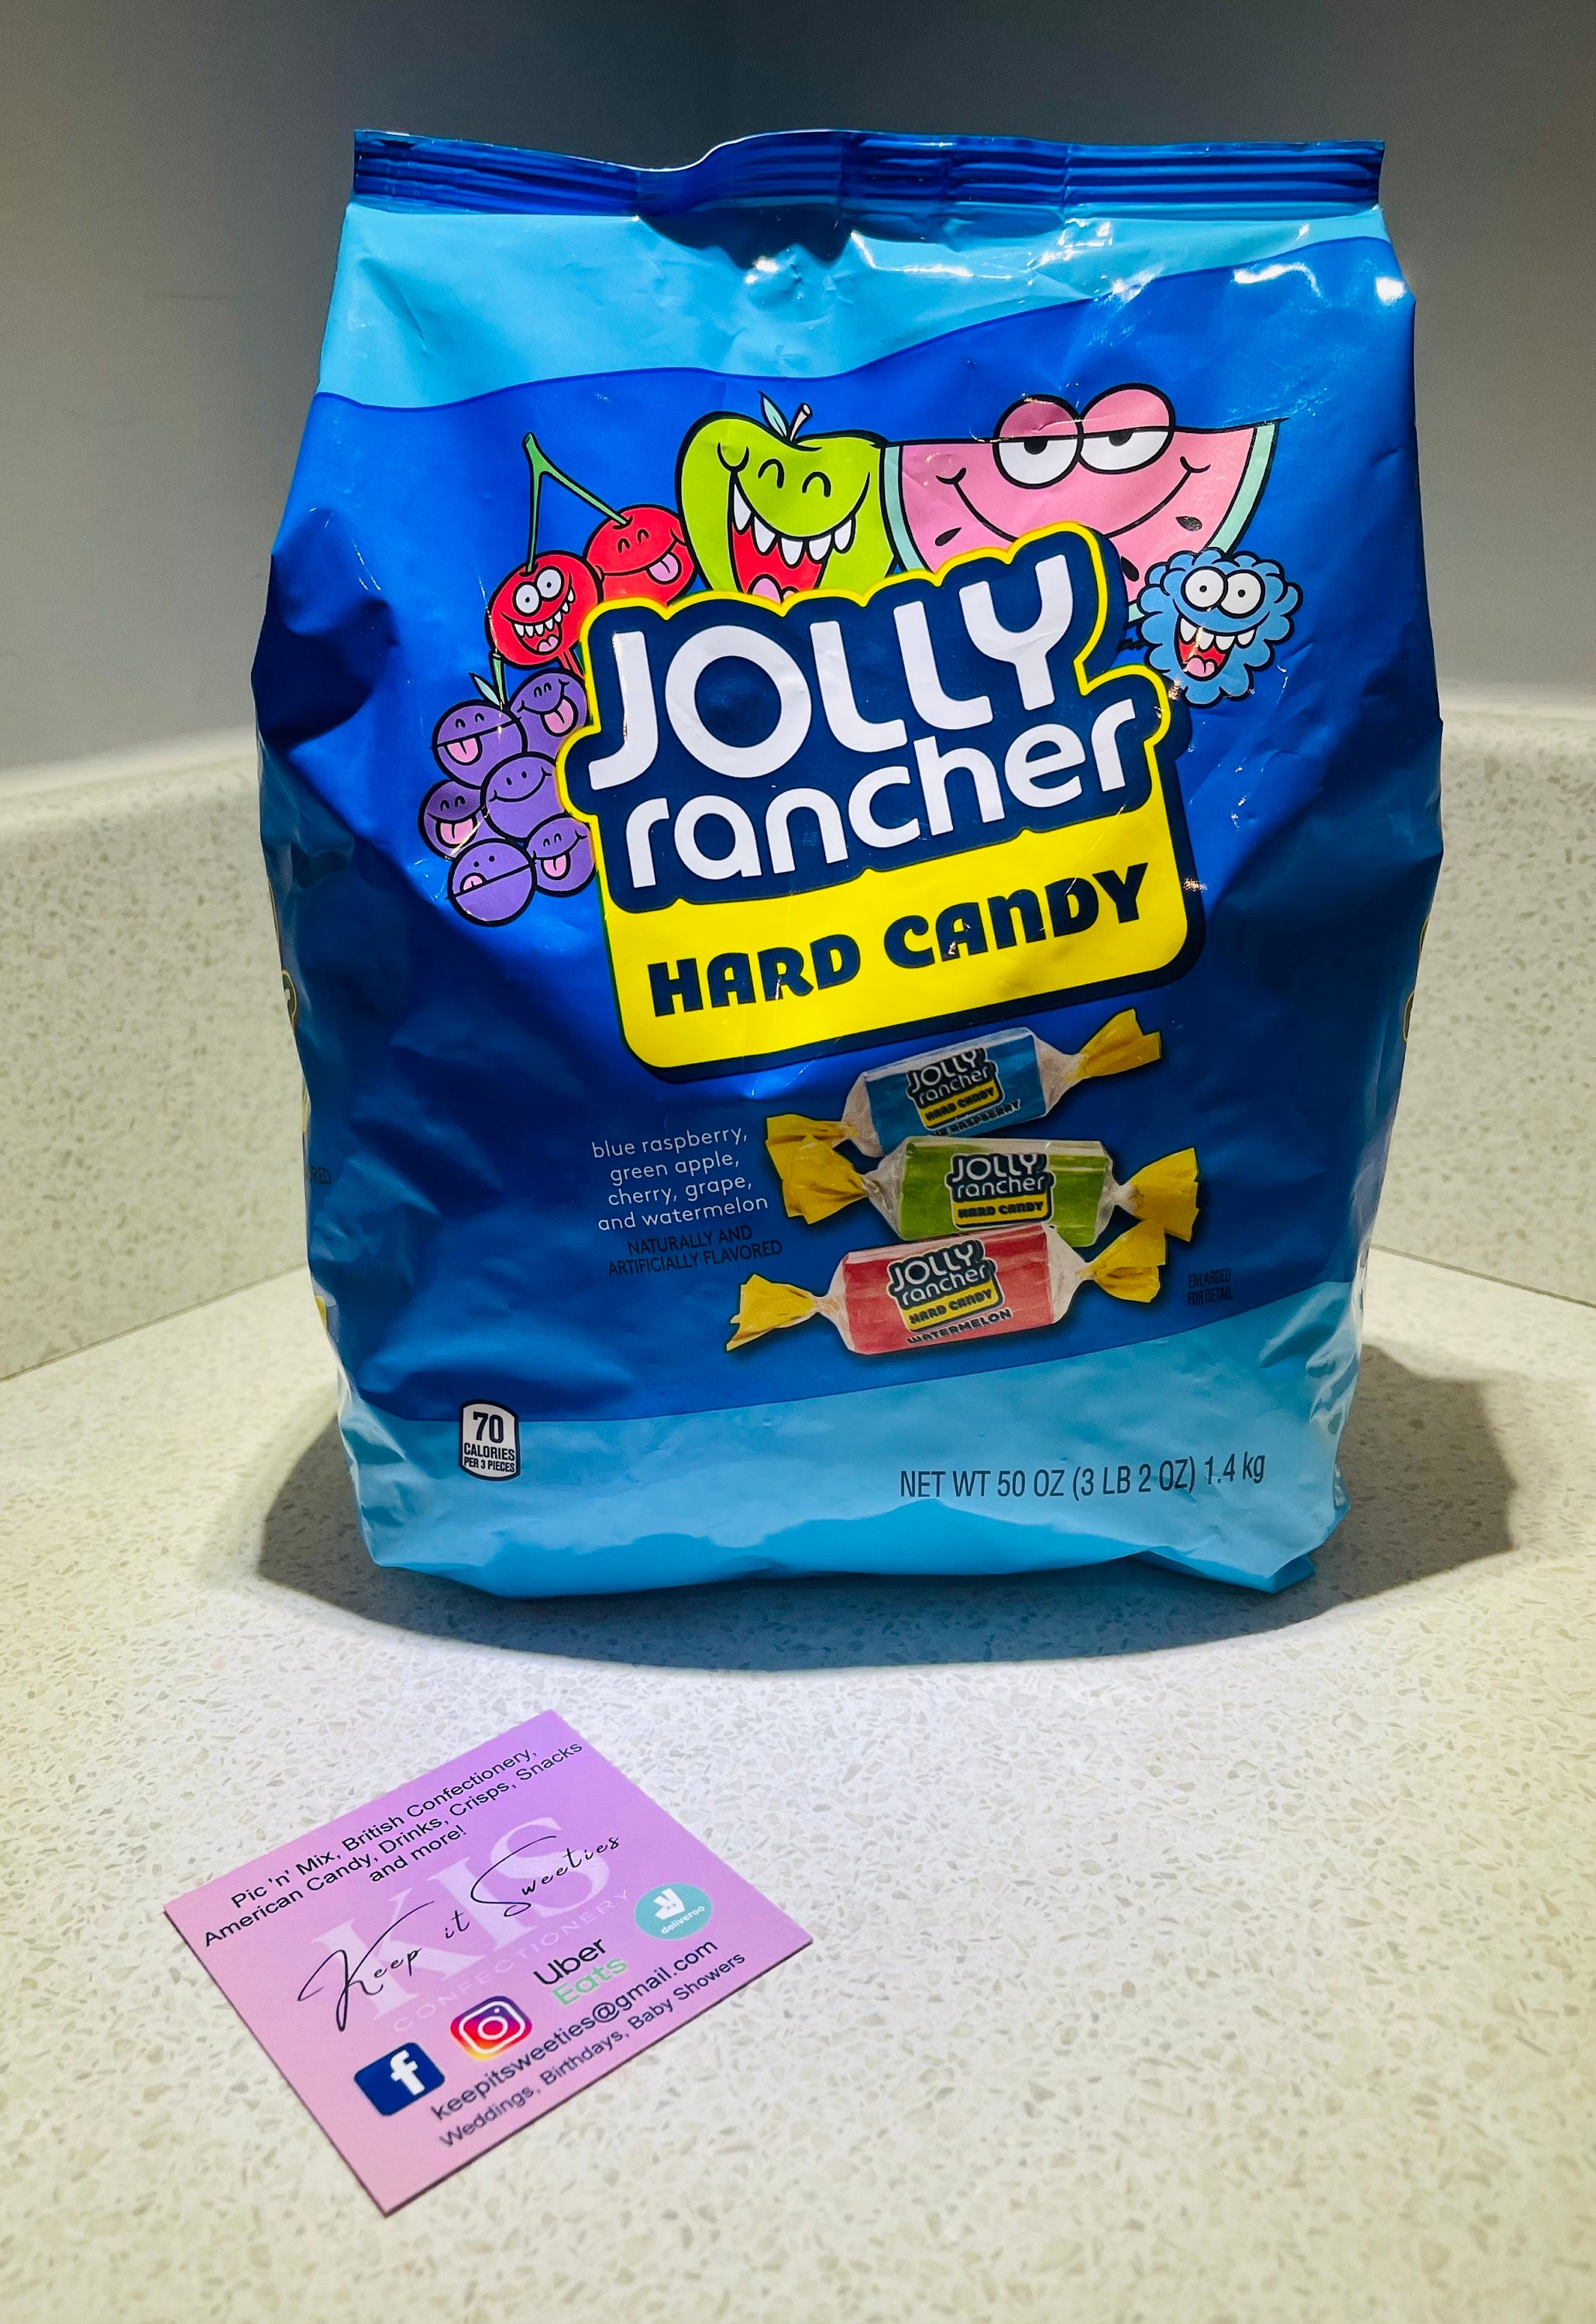 JOLLY
rancher
HARD CANDY
JOLLY
rancher
HARD CANDY
RASPBERRY
blue raspberry,
green apple,
cherry, grape,
and watermelon
NATURALLY AND
ARTIFICIALLY FLAVORED
JOLLY
rancher
HARD CANDY
JOLLY
rancher
HARD CANDY
WATERMELON
ENLARGED
FOR DETAIL
70
CALORIES
PER 3 PIECES
NET WT 50 OZ (3 LB 2 OZ) 1.4 kg
Pic 'n' Mix, British Confectionery,
American Candy, Drinks, Crisps, Snacks
and more!
KIS
Keep it Sweeties
CONFECTIONERY
Uber
Eats
deliveroo
f
keepitsweeties@gmail.com
Weddings, Birthdays, Baby Showers